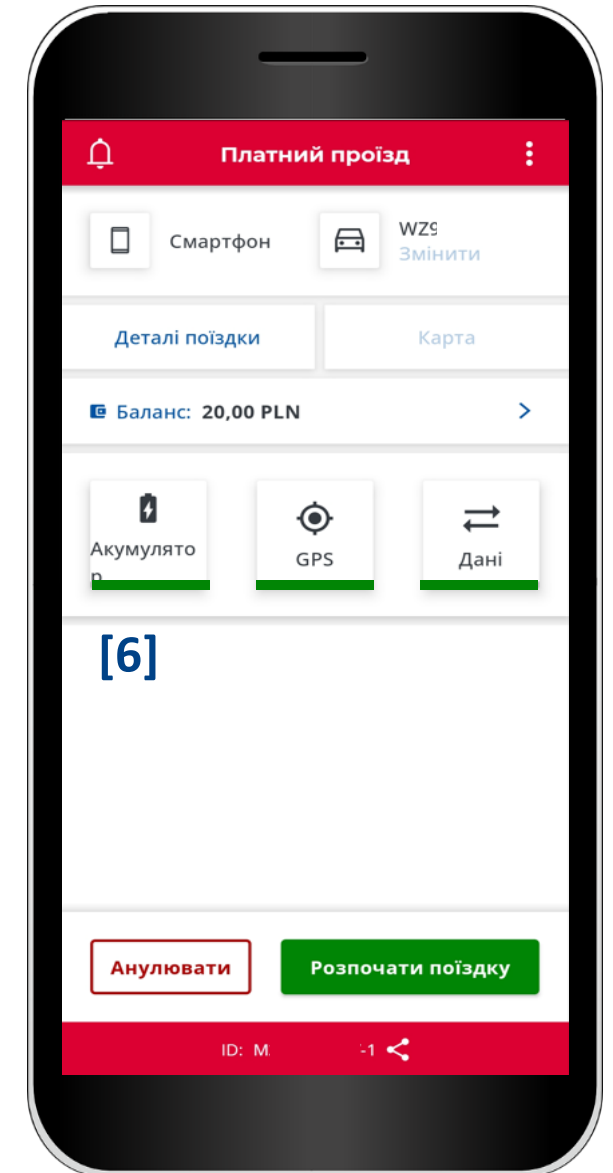 Платний проїзд
Смартфон
WZ9
Змінити
Деталі поїздки
Карта
Баланс: 20,00 PLN
Акумулято
р
GPS
Дані
[6]
Анулювати
Розпочати поїздку
ID: M -1